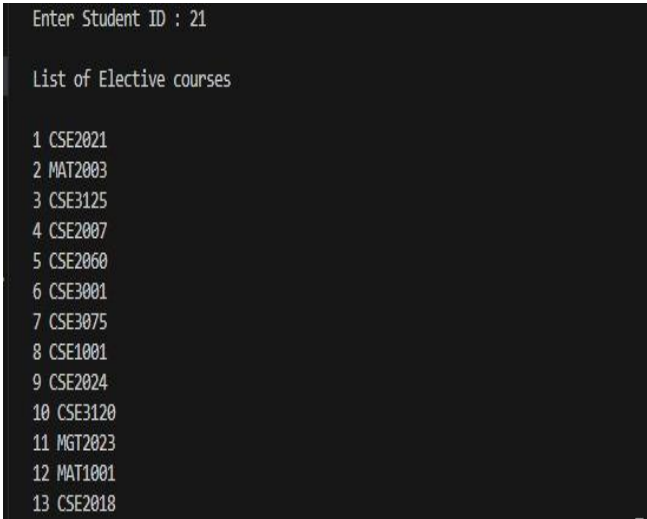 Enter Student ID : 21
List of Elective courses
1 CSE2021
2 MAT2003
3 CSE3125
4 CSE2007
5 CSE2060
6 CSE3001
7 CSE3075
8 CSE1001
9 CSE2024
10 CSE3120
11 MGT2023
12 MAT1001
13 CSE2018